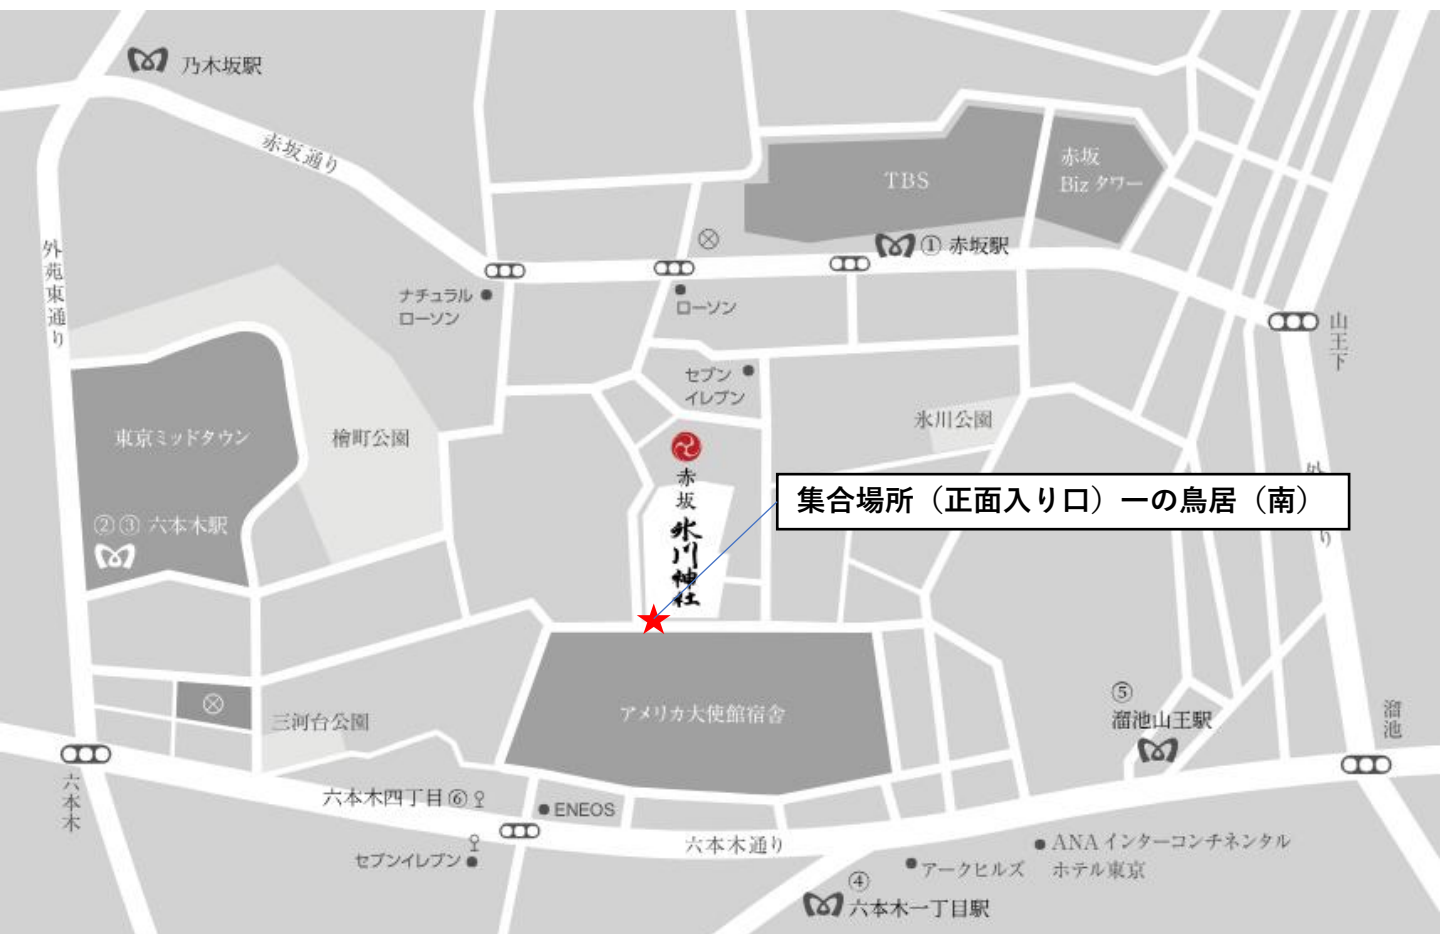 乃木坂駅
赤坂通り
TBS
赤坂
Biz タワー
外苑東通り
① 赤坂駅
ナチュラル
ローソン
ローソン
山王下
セブン
イレブン
氷川公園
東京ミッドタウン
檜町公園
赤坂
氷川神社
集合場所（正面入り口）一の鳥居（南）
外
り
②③ 六本木駅
アメリカ大使館宿舎
⑤
溜池山王駅
溜池
三河台公園
六本木
六本木四丁目⑥
ENEOS
六本木通り
セブンイレブン
ANAインターコンチネンタル
ホテル東京
アークヒルズ
④
六本木一丁目駅